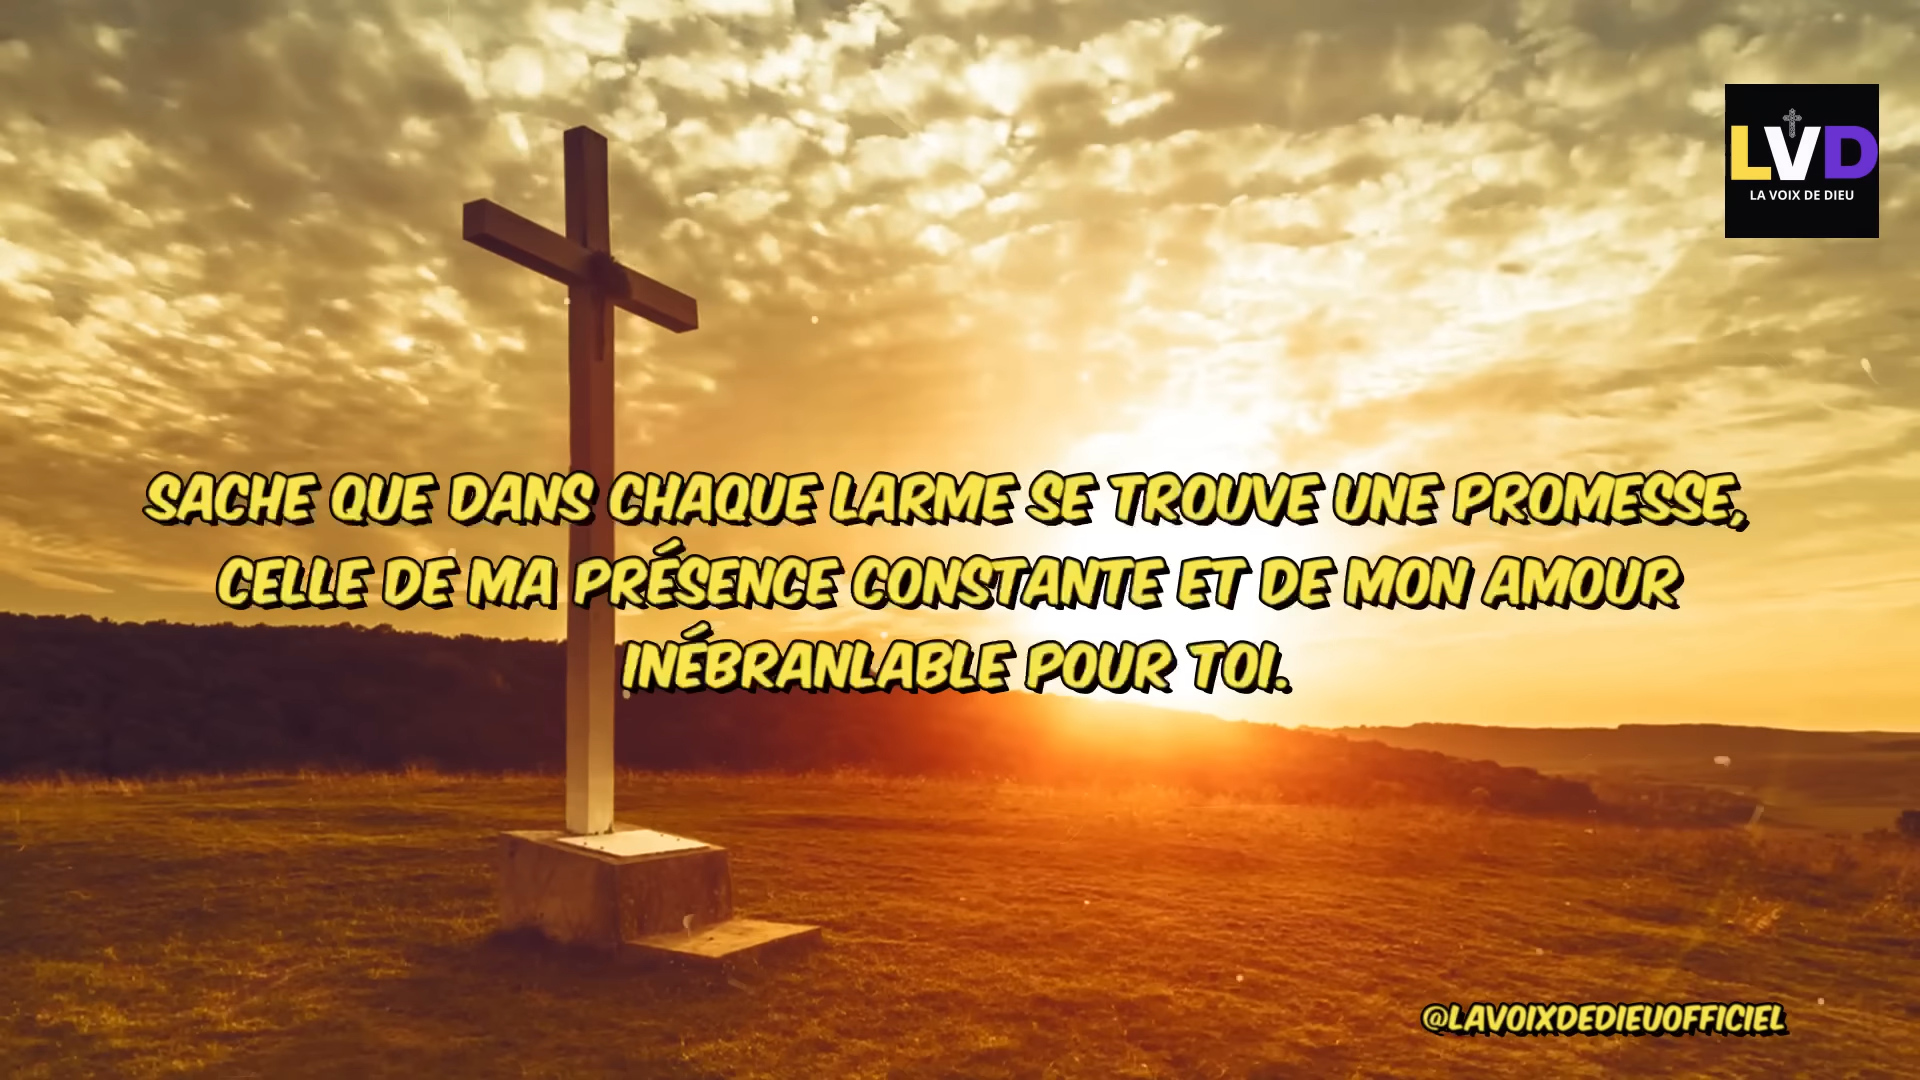 LVD
LA VOIX DE DIEU
SACHE QUE DANS CHAQUE LARME SE TROUVE UNE PROMESSE,
CELLE DE MA PRÉSENCE CONSTANTE ET DE MON AMOUR
INÉBRANLABLE POUR TOI.
@LAVOIXDEDIEUOFFICIEL